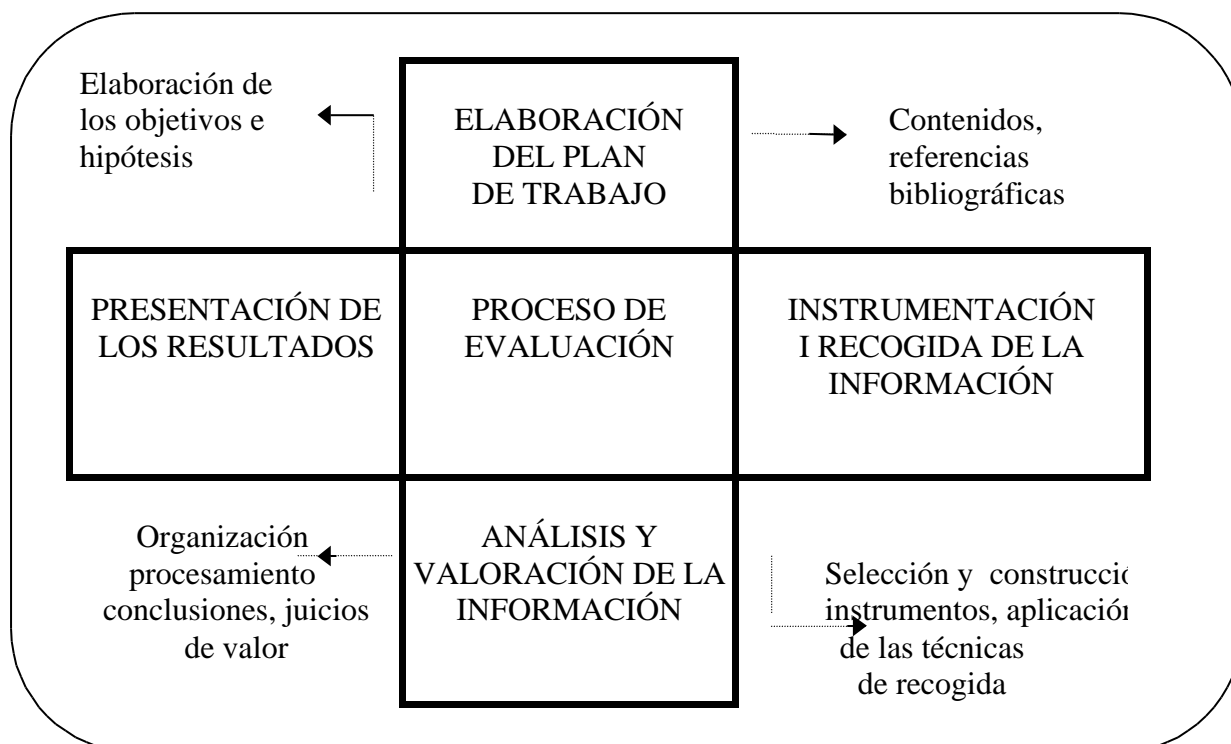 Elaboración de
los objetivos e
hipótesis
ELABORACIÓN
DEL PLAN
DE TRABAJO
Contenidos,
referencias
bibliográficas
PRESENTACIÓN DE
LOS RESULTADOS
PROCESO DE
EVALUACIÓN
INSTRUMENTACIÓN
I RECOGIDA DE LA
INFORMACIÓN
Organización
procesamiento
conclusiones, juicios
de valor
ANÁLISIS Y
VALORACIÓN DE LA
INFORMACIÓN
Selección y construcció
instrumentos, aplicación
de las técnicas
de recogida